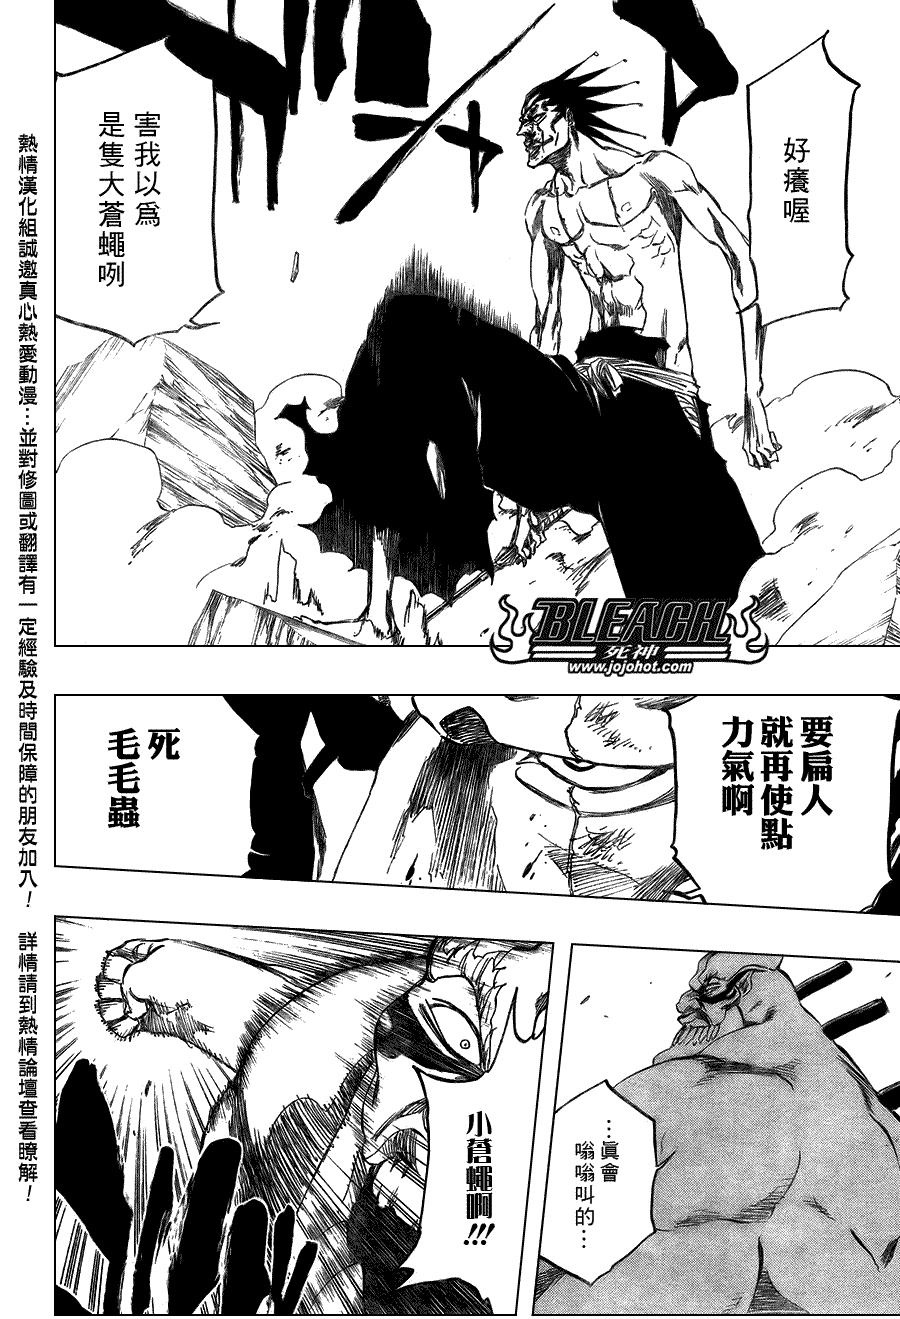 好癢喔
害我以為
是隻大蒼蠅咧
BLEACH
死神
www.jojohot.com
要扁人
就再使點
力氣啊
死
毛毛蟲
…真會
嗡嗡叫的…
小蒼蠅啊!!!
熱情漢化組誠邀真心熱愛動漫…並對修圖或翻譯有一定經驗及時間保障的朋友加入! 詳情請到熱情論壇查看瞭解!